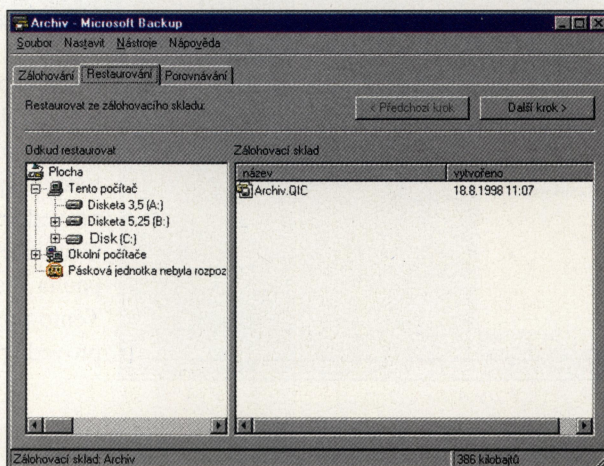 Archiv - Microsoft Backup
Soubor Nastavit Nástroje Nápověda
Zálohování Restaurování Porovnávání
Restaurovat ze zálohovacího skladu:
< Předchozí krok
Další krok >
Odkud restaurovat
Plocha
Tento počítač
Disketa 3,5 (A:)
Disketa 5,25 (B:)
Disk (C:)
Okolní počítače
Pásková jednotka nebyla rozpoz
Zálohovací sklad
název vytvořeno
Archiv.QIC 18.8.1998 11:07
Zálohovací sklad: Archiv
386 kilobajtů